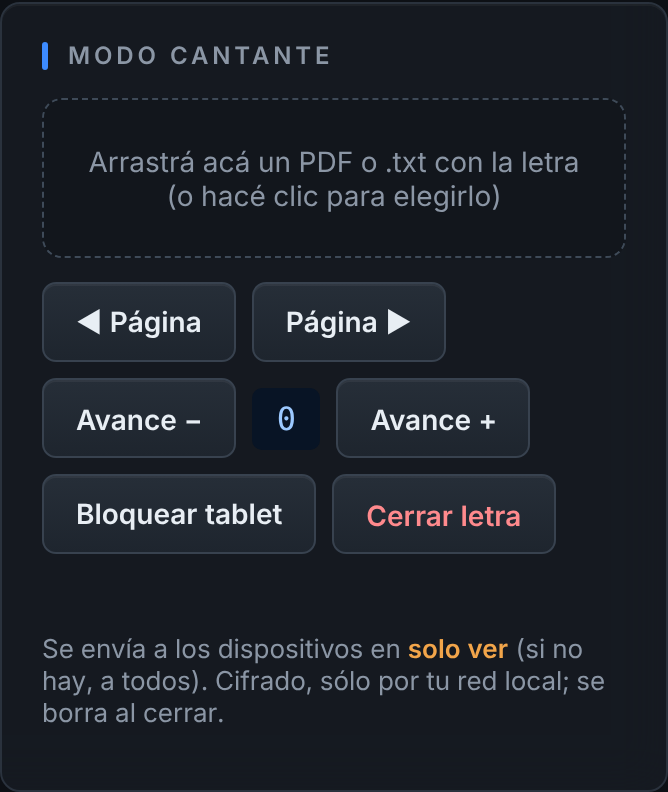 MODO CANTANTE
Arrastrá acá un PDF o .txt con la letra
(o hacé clic para elegirlo)
◀ Página
Página ▶
Avance −
0
Avance +
Bloquear tablet
Cerrar letra
Se envía a los dispositivos en solo ver (si no
hay, a todos). Cifrado, sólo por tu red local; se
borra al cerrar.